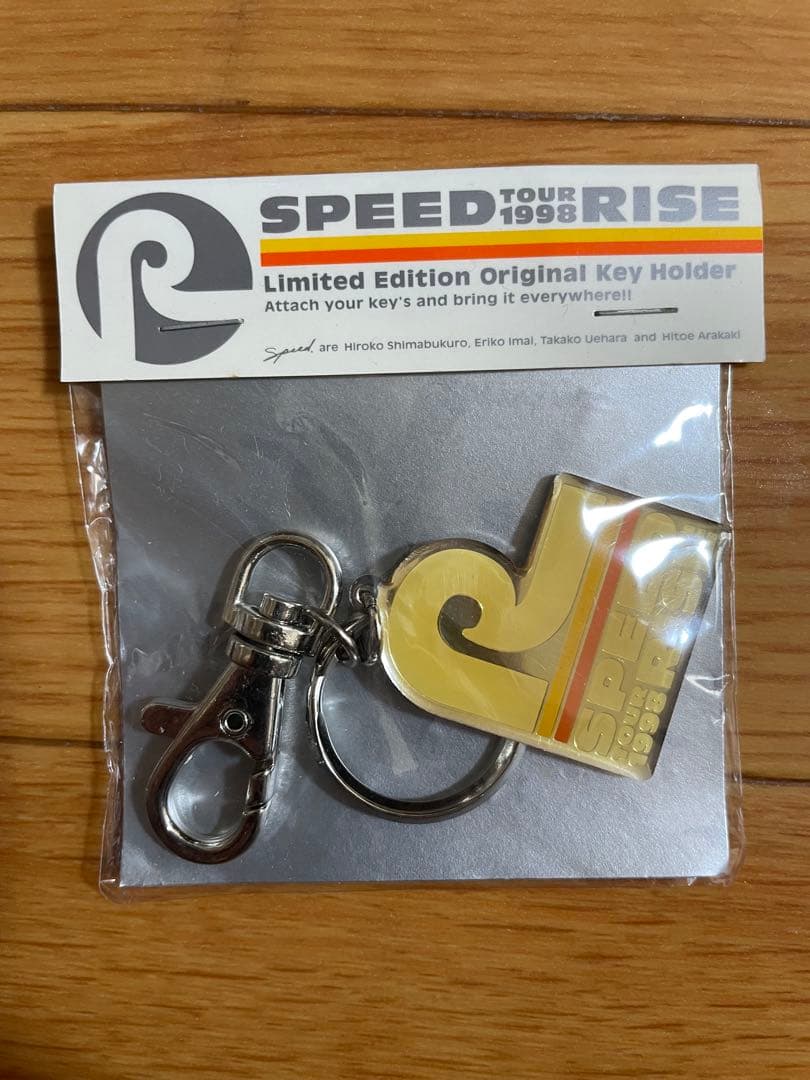 R
SPEED TOUR 1998 RISE
Limited Edition Original Key Holder
Attach your key's and bring it everywhere!!
Speed. are Hiroko Shimabukuro, Eriko Imai, Takako Uehara and Hitoe Arakaki
SPEED
TOUR
1998 RISE